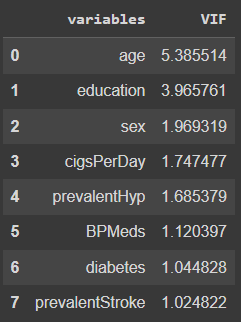 variables VIF
0 age 5.385514
1 education 3.965761
2 sex 1.969319
3 cigsPerDay 1.747477
4 prevalentHyp 1.685379
5 BPMeds 1.120397
6 diabetes 1.044828
7 prevalentStroke 1.024822